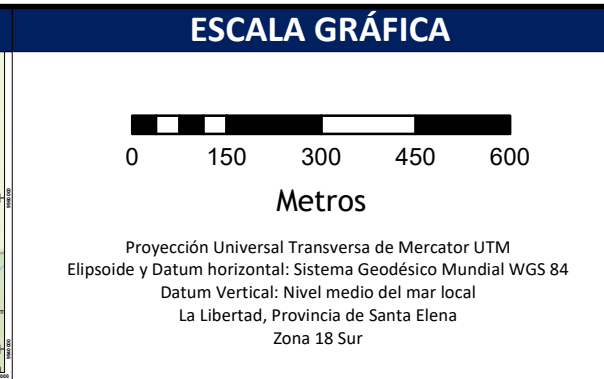 ESCALA GRÁFICA
0 150 300 450 600
Metros
Proyección Universal Transversa de Mercator UTM
Elipsoide y Datum horizontal: Sistema Geodésico Mundial WGS 84
Datum Vertical: Nivel medio del mar local
La Libertad, Provincia de Santa Elena
Zona 18 Sur